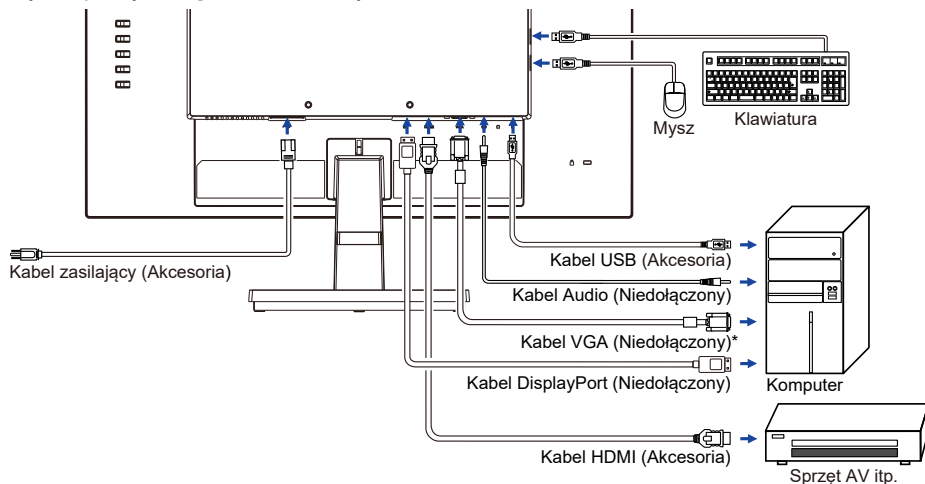 Mysz
Klawiatura
Kabel zasilający (Akcesoria)
Kabel USB (Akcesoria)
Kabel Audio (Niedołączony)
Kabel VGA (Niedołączony)*
Kabel DisplayPort (Niedołączony)
Komputer
Kabel HDMI (Akcesoria)
Sprzęt AV itp.